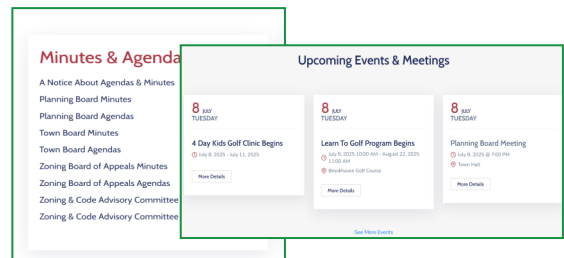 Minutes & Agenda
A Notice About Agendas & Minutes
Planning Board Minutes
Planning Board Agendas
Town Board Minutes
Town Board Agendas
Zoning Board of Appeals Minutes
Zoning Board of Appeals Agendas
Zoning & Code Advisory Committee
Zoning & Code Advisory Committee
Upcoming Events & Meetings
8 JULY
TUESDAY
4 Day Kids Golf Clinic Begins
July 8, 2025 - July 11, 2025
More Details
8 JULY
TUESDAY
Learn To Golf Program Begins
July 8, 2025 10:00 AM - August 22, 2025
11:00 AM
Brookhaven Golf Course
More Details
8 JULY
TUESDAY
Planning Board Meeting
July 8, 2025 @ 7:00 PM
Town Hall
More Details
See More Events